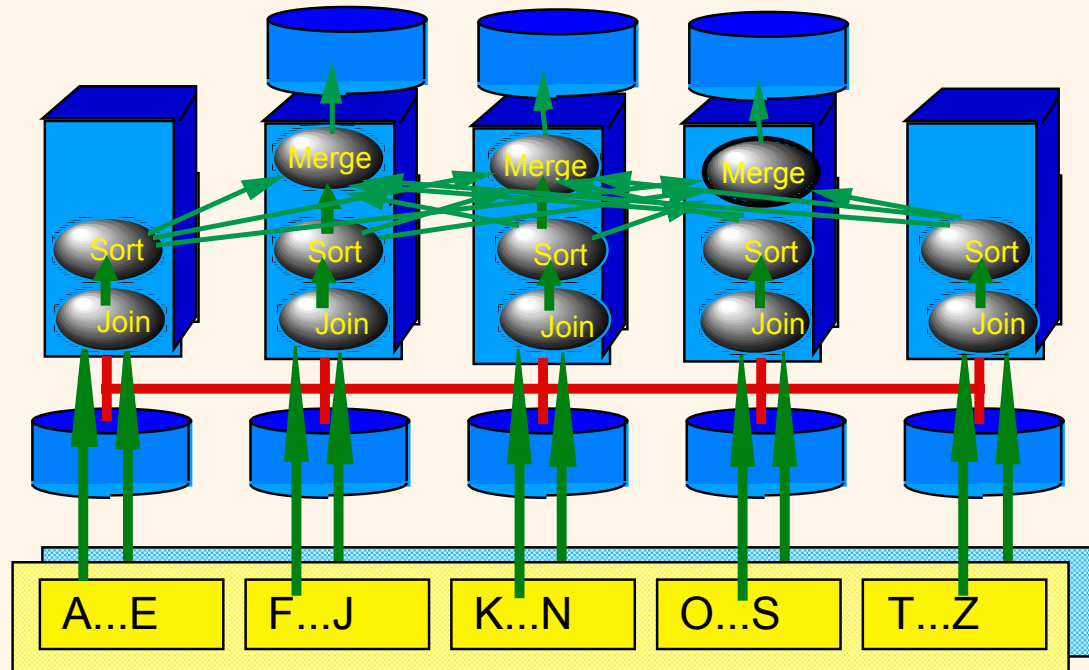 Merge
Merge
Merge
Sort
Sort
Sort
Sort
Sort
Join
Join
Join
Join
Join
A...E
F...J
K...N
O...S
T...Z